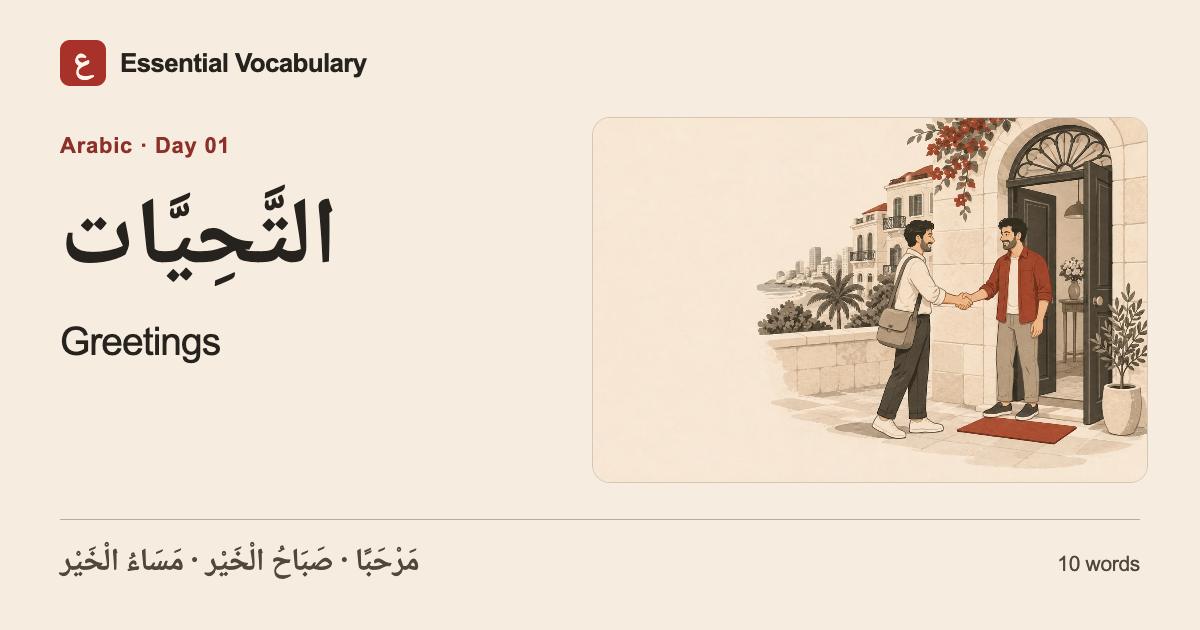 ع Essential Vocabulary
Arabic · Day 01
التَّحِيَّات
Greetings
مَرْحَبًا · صَبَاحُ الْخَيْر · مَسَاءُ الْخَيْر
10 words